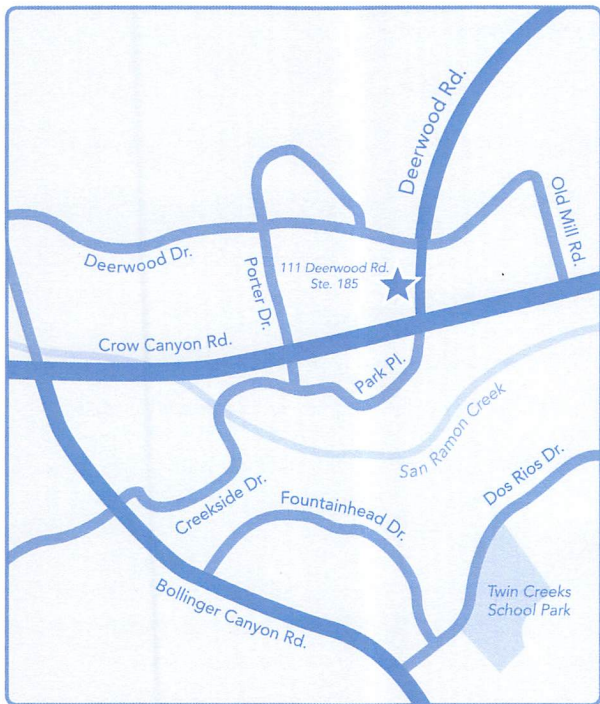 Deerwood Rd.
Old Mill Rd.
Deerwood Dr.
Porter Dr.
111 Deerwood Rd.
Ste. 185
Crow Canyon Rd.
Park Pl.
San Ramon Creek
Creekside Dr.
Fountainhead Dr.
Dos Rios Dr.
Bollinger Canyon Rd.
Twin Creeks
School Park